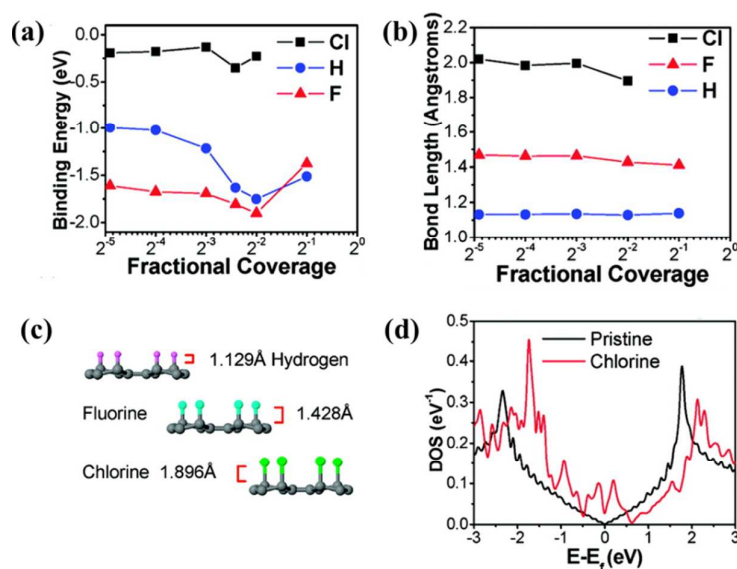 (a)
Binding Energy (eV)
0.0
-0.5
-1.0
-1.5
-2.0
Cl
H
F
2⁻⁵ 2⁻⁴ 2⁻³ 2⁻² 2⁻¹ 2⁰
Fractional Coverage
(b)
Bond Length (Angstroms)
2.2
2.0
1.8
1.6
1.4
1.2
1.0
Cl
F
H
2⁻⁵ 2⁻⁴ 2⁻³ 2⁻² 2⁻¹ 2⁰
Fractional Coverage
(c)
1.129Å Hydrogen
Fluorine 1.428Å
Chlorine 1.896Å
(d)
DOS (eV⁻¹)
0.5
0.4
0.3
0.2
0.1
0.0
Pristine
Chlorine
-3 -2 -1 0 1 2 3
E-E_f(eV)